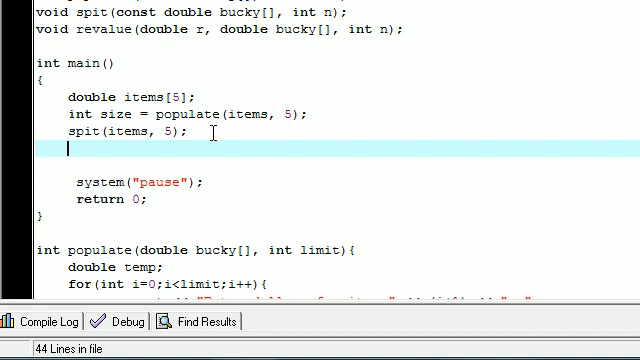 void spit(const double bucky[], int n);
void revalue(double r, double bucky[], int n);
int main()
{
double items[5];
int size = populate(items, 5);
spit(items, 5);
system("pause");
return 0;
}
int populate(double bucky[], int limit){
double temp;
for(int i=0;i<limit;i++){
Compile Log Debug Find Results
44 Lines in file